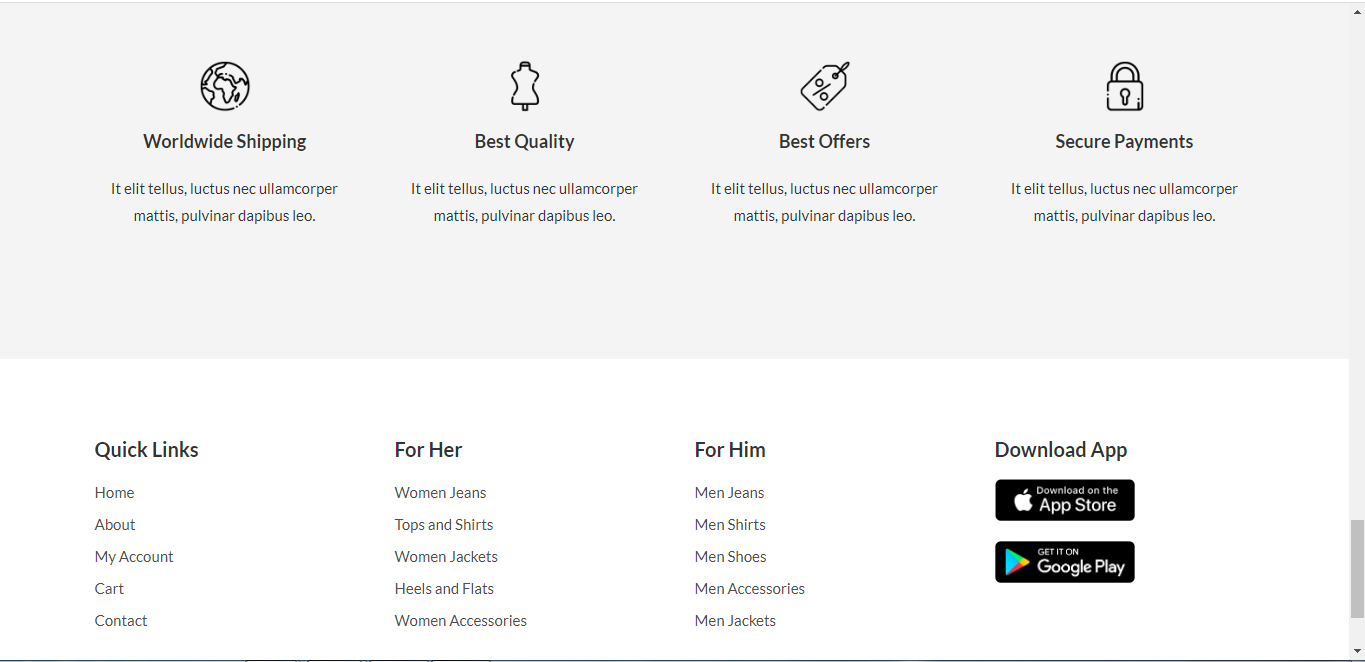 Worldwide Shipping
It elit tellus, luctus nec ullamcorper
mattis, pulvinar dapibus leo.
Best Quality
It elit tellus, luctus nec ullamcorper
mattis, pulvinar dapibus leo.
Best Offers
It elit tellus, luctus nec ullamcorper
mattis, pulvinar dapibus leo.
Secure Payments
It elit tellus, luctus nec ullamcorper
mattis, pulvinar dapibus leo.
Quick Links
Home
About
My Account
Cart
Contact
For Her
Women Jeans
Tops and Shirts
Women Jackets
Heels and Flats
Women Accessories
For Him
Men Jeans
Men Shirts
Men Shoes
Men Accessories
Men Jackets
Download App
Download on the
App Store
GET IT ON
Google Play